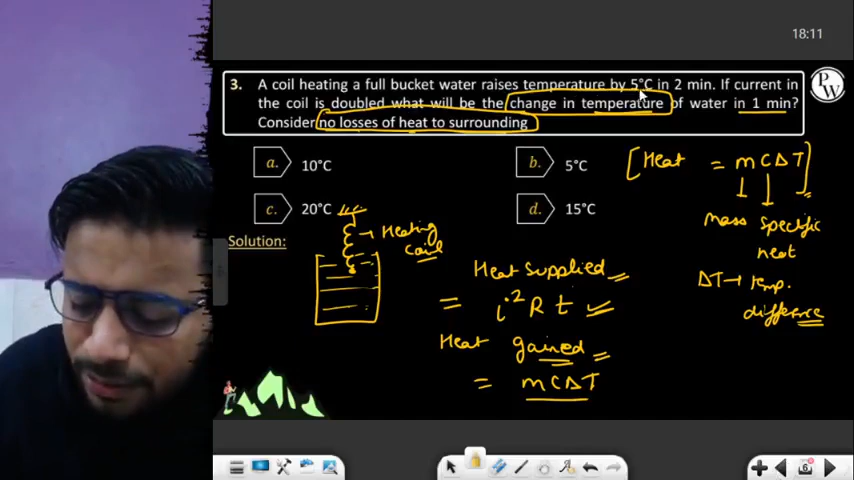 18:11
3. A coil heating a full bucket water raises temperature by 5°C in 2 min. If current in
the coil is doubled what will be the change in temperature of water in 1 min?
Consider no losses of heat to surrounding
PW
a. 10°C
b. 5°C
c. 20°C
d. 15°C
[Heat = mCΔT]
mass specific
heat
ΔT → temp.
difference
Solution:
→ Heating
coil
Heat supplied
= i²Rt
Heat gained
= mCΔT
6